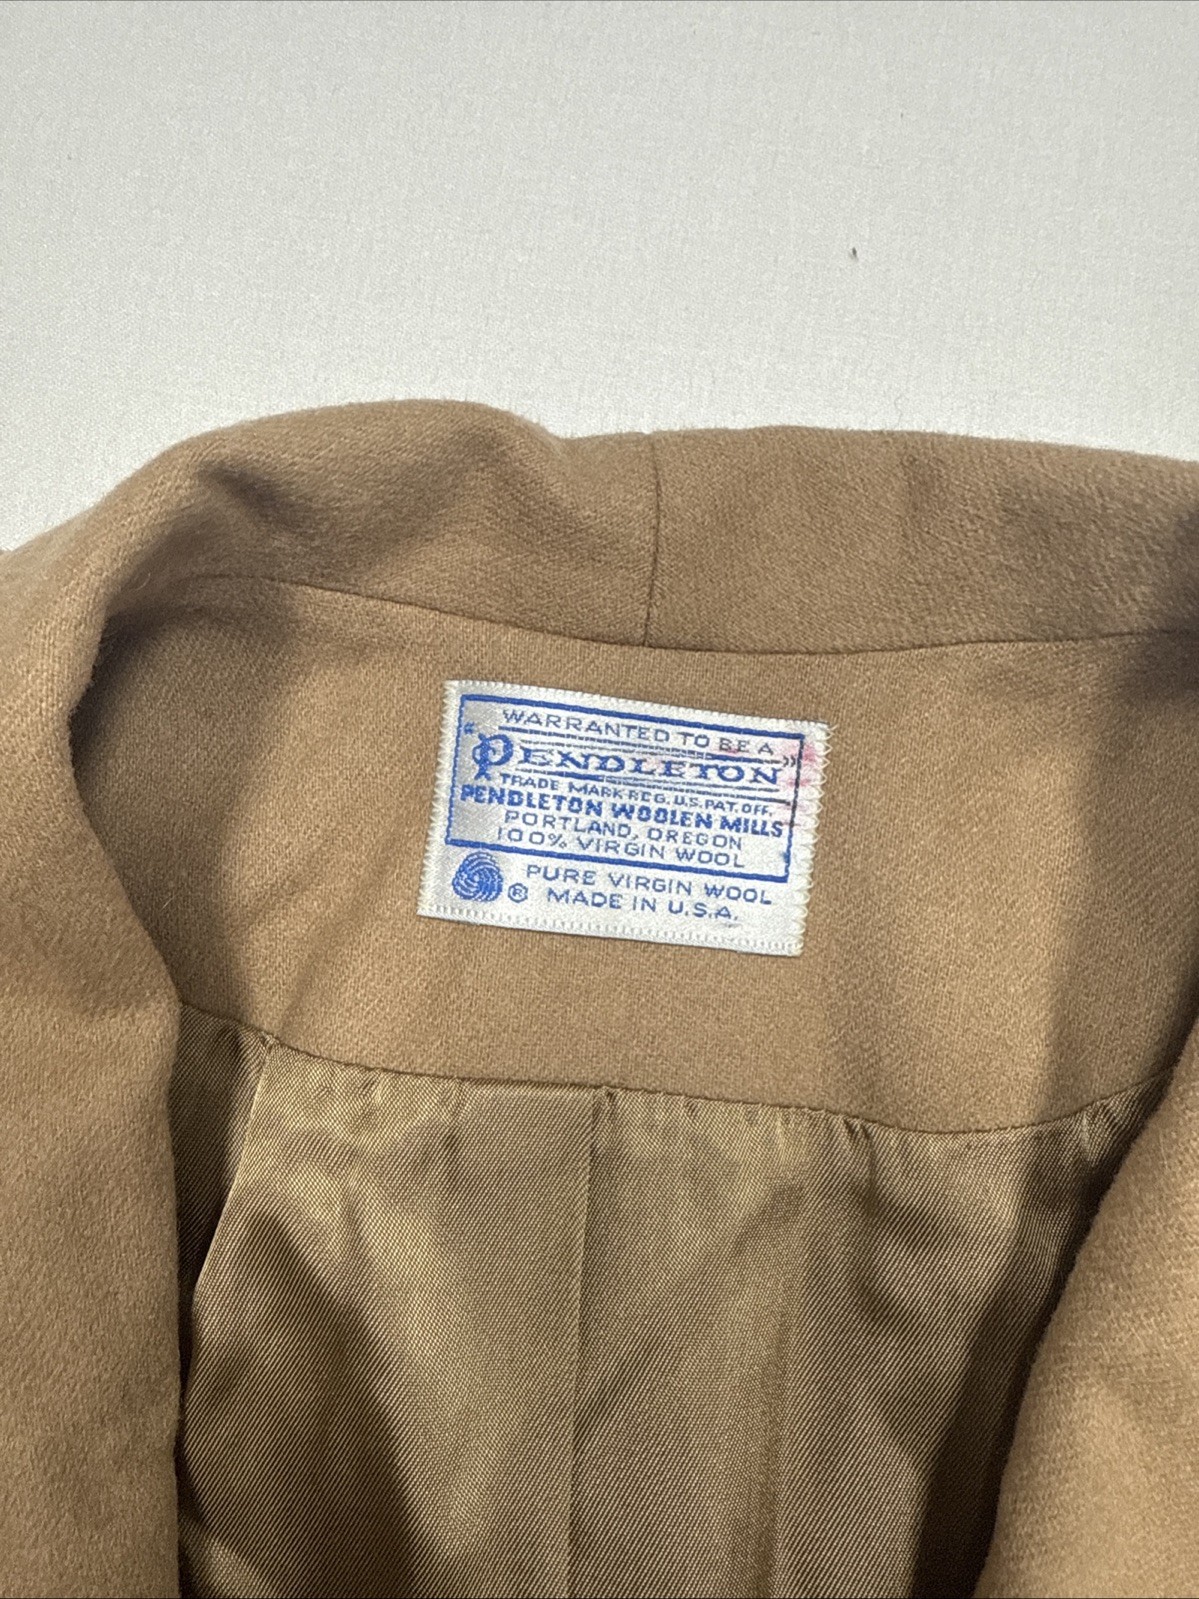 WARRANTED TO BE A
"PENDLETON"
TRADE MARK REG. U.S. PAT. OFF.
PENDLETON WOOLEN MILLS
PORTLAND, OREGON
100% VIRGIN WOOL
® PURE VIRGIN WOOL
MADE IN U.S.A.